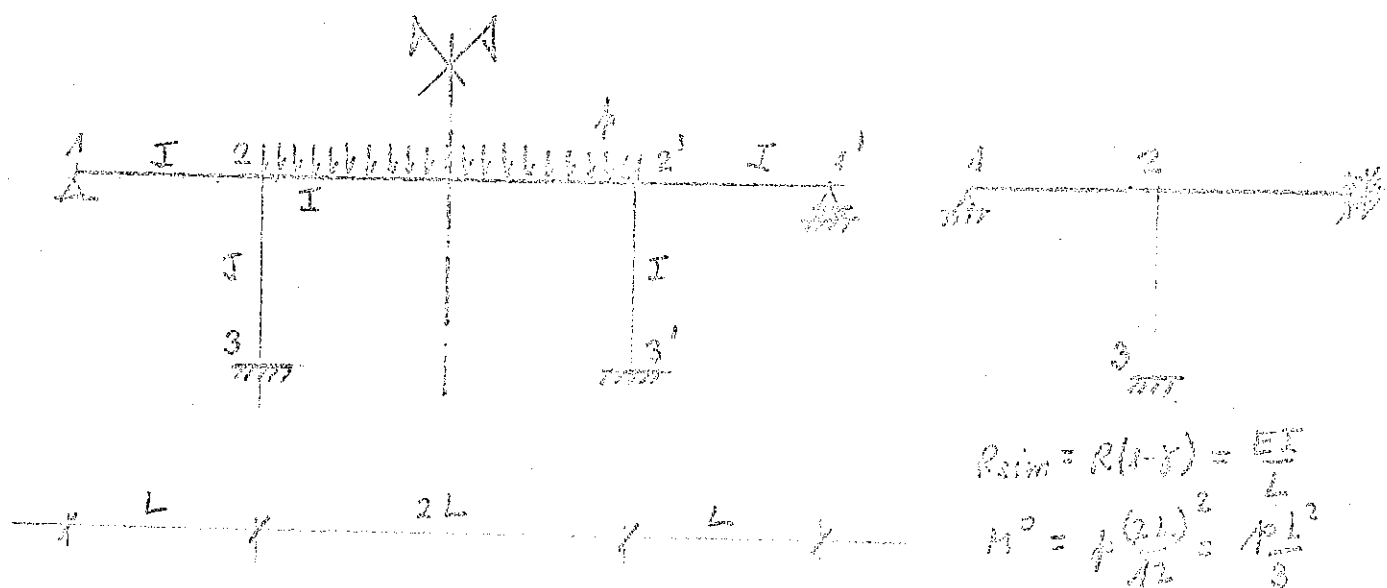 p
1 I 2 2' I 1' 1 2
I
I I
3 3' 3
L 2L L
Rsim = R(1-γ) = EI/L
M° = p(2L)²/12 = pL²/3